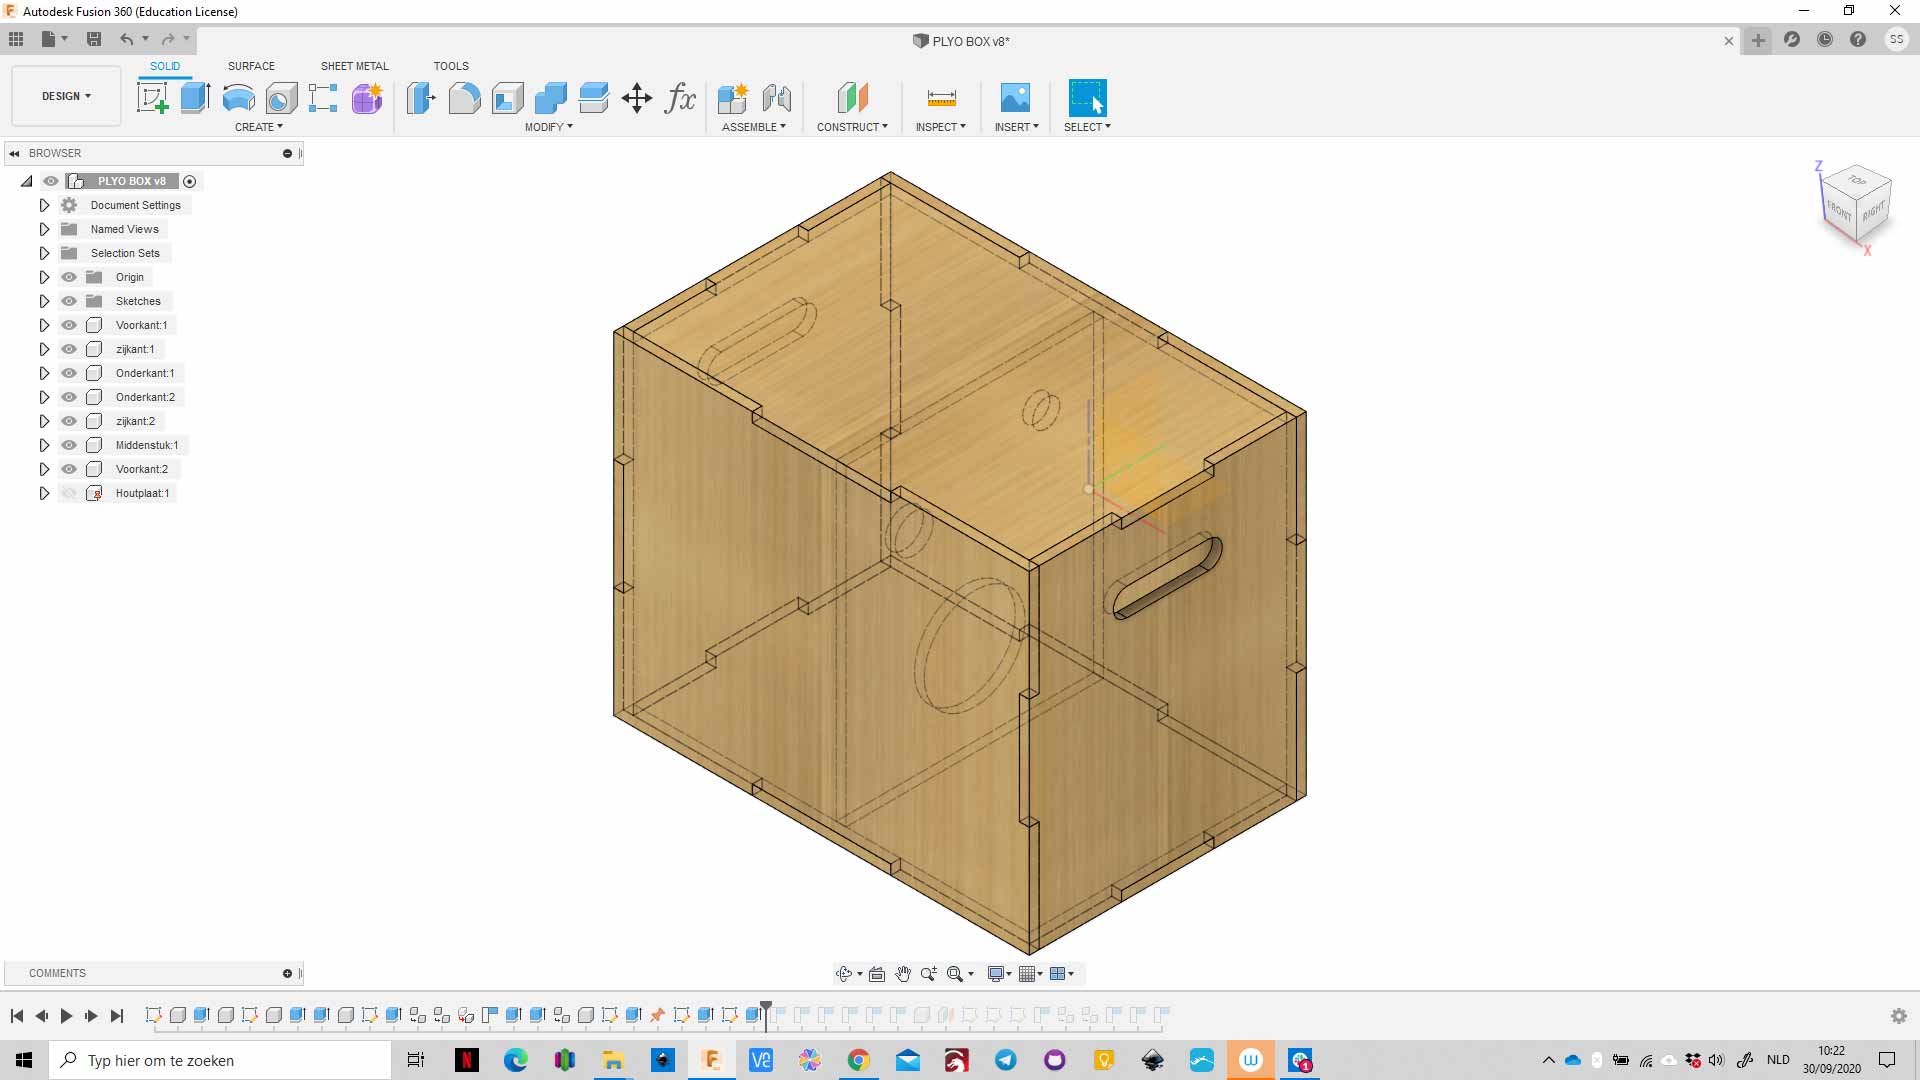 Autodesk Fusion 360 (Education License)
PLYO BOX v8*
SS
SOLID SURFACE SHEET METAL TOOLS
DESIGN
fx
CREATE MODIFY ASSEMBLE CONSTRUCT INSPECT INSERT SELECT
BROWSER
PLYO BOX v8
Document Settings
Named Views
Selection Sets
Origin
Sketches
Voorkant:1
zijkant:1
Onderkant:1
Onderkant:2
zijkant:2
Middenstuk:1
Voorkant:2
Houtplaat:1
Z
TOP
FRONT
RIGHT
X
COMMENTS
Typ hier om te zoeken
NLD
10:22
30/09/2020